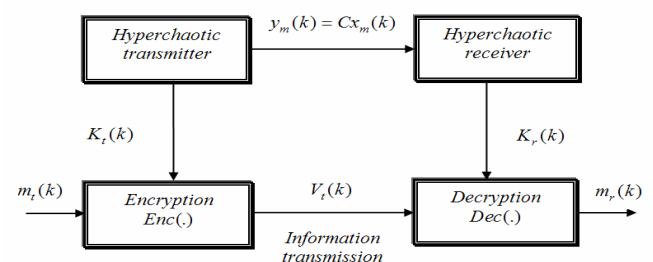 Hyperchaotic
transmitter
y_m(k) = Cx_m(k)
Hyperchaotic
receiver
K_t(k)
K_r(k)
m_t(k)
Encryption
Enc(.)
V_t(k)
Decryption
Dec(.)
m_r(k)
Information
transmission